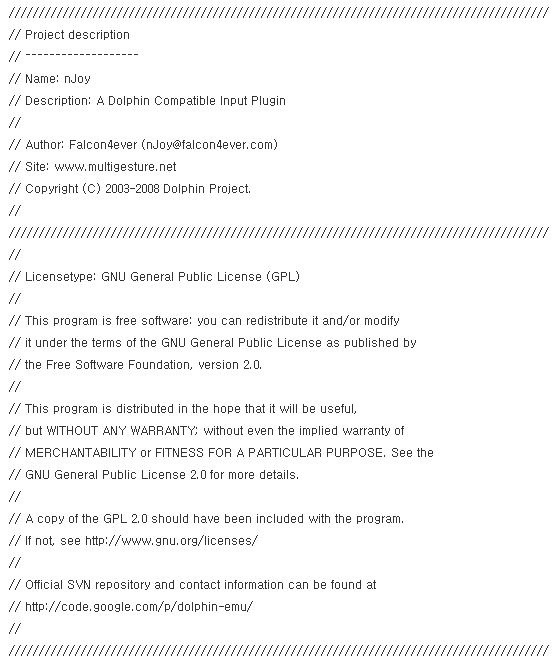 //////////////////////////////////////////////////////////////////////////////////////////
// Project description
// -------------------
// Name: nJoy
// Description: A Dolphin Compatible Input Plugin
//
// Author: Falcon4ever (nJoy@falcon4ever.com)
// Site: www.multigesture.net
// Copyright (C) 2003-2008 Dolphin Project.
//
//////////////////////////////////////////////////////////////////////////////////////////
//
// Licensetype: GNU General Public License (GPL)
//
// This program is free software: you can redistribute it and/or modify
// it under the terms of the GNU General Public License as published by
// the Free Software Foundation, version 2.0.
//
// This program is distributed in the hope that it will be useful,
// but WITHOUT ANY WARRANTY; without even the implied warranty of
// MERCHANTABILITY or FITNESS FOR A PARTICULAR PURPOSE. See the
// GNU General Public License 2.0 for more details.
//
// A copy of the GPL 2.0 should have been included with the program.
// If not, see http://www.gnu.org/licenses/
//
// Official SVN repository and contact information can be found at
// http://code.google.com/p/dolphin-emu/
//
//////////////////////////////////////////////////////////////////////////////////////////